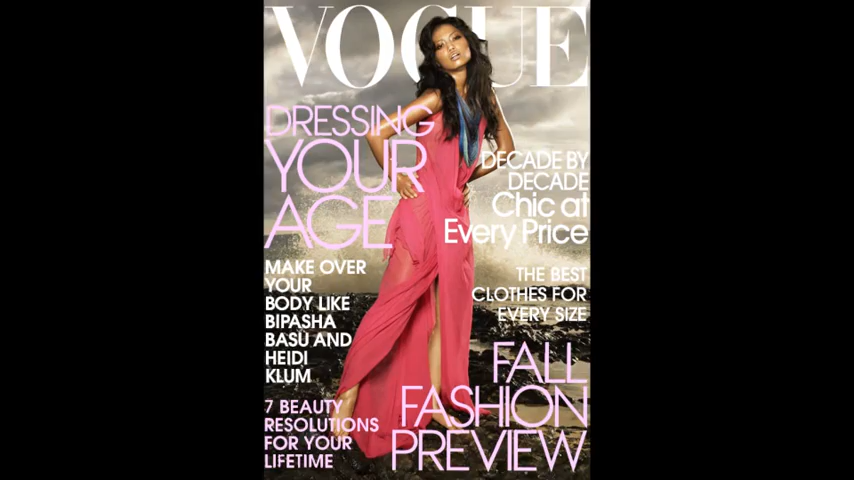 VOGUE
DRESSING
YOUR
AGE
DECADE BY
DECADE
Chic at
Every Price
MAKE OVER
YOUR
BODY LIKE
BIPASHA
BASU AND
HEIDI
KLUM
THE BEST
CLOTHES FOR
EVERY SIZE
7 BEAUTY
RESOLUTIONS
FOR YOUR
LIFETIME
FALL
FASHION
PREVIEW